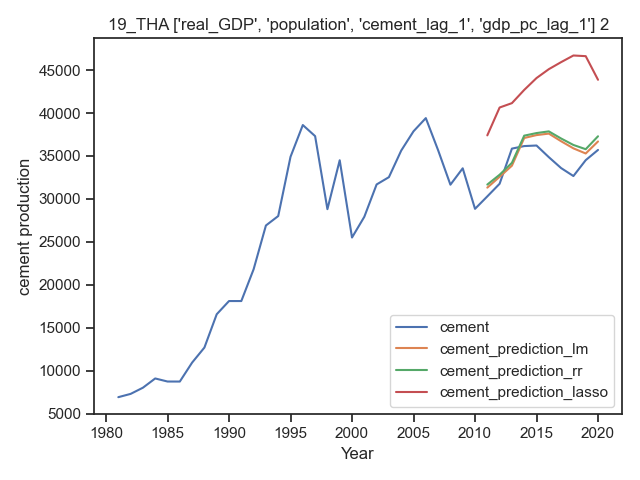 19_THA ['real_GDP', 'population', 'cement_lag_1', 'gdp_pc_lag_1'] 2
45000
40000
35000
30000
25000
20000
15000
10000
5000
cement production
1980 1985 1990 1995 2000 2005 2010 2015 2020
Year
cement
cement_prediction_lm
cement_prediction_rr
cement_prediction_lasso